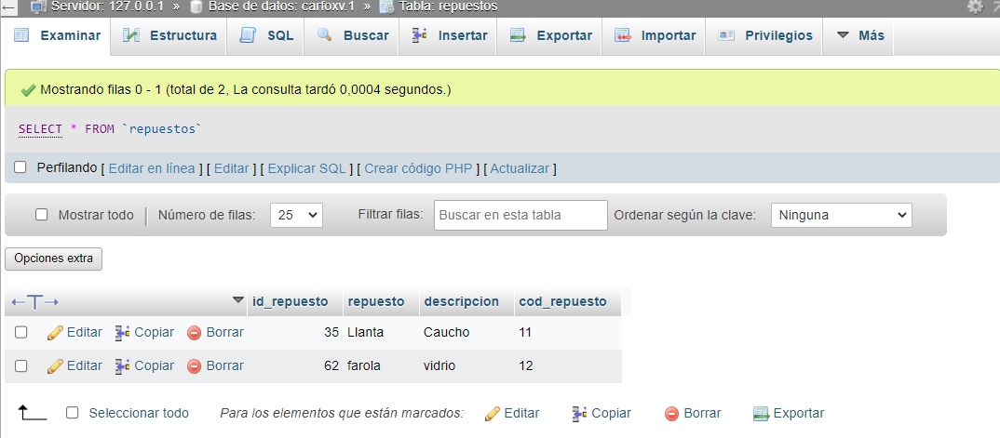 Servidor: 127.0.0.1 » Base de datos: carfoxv.1 » Tabla: repuestos
Examinar Estructura SQL Buscar Insertar Exportar Importar Privilegios Más
Mostrando filas 0 - 1 (total de 2, La consulta tardó 0,0004 segundos.)
SELECT * FROM `repuestos`
Perfilando [ Editar en línea ] [ Editar ] [ Explicar SQL ] [ Crear código PHP ] [ Actualizar ]
Mostrar todo Número de filas: 25 Filtrar filas: Buscar en esta tabla Ordenar según la clave: Ninguna
Opciones extra
id_repuesto repuesto descripcion cod_repuesto
Editar Copiar Borrar 35 Llanta Caucho 11
Editar Copiar Borrar 62 farola vidrio 12
Seleccionar todo Para los elementos que están marcados: Editar Copiar Borrar Exportar